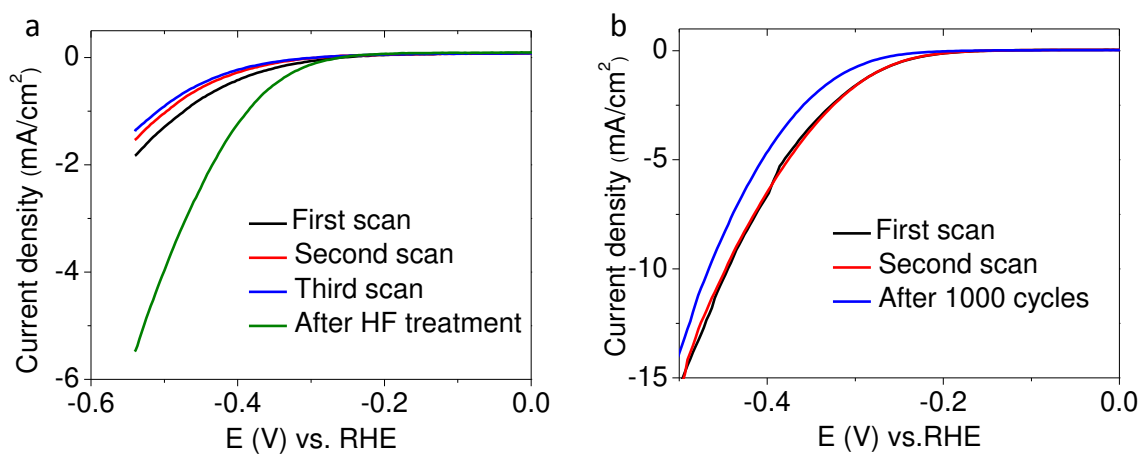 a
Current density (mA/cm²)
0
-2
-4
-6
First scan
Second scan
Third scan
After HF treatment
-0.6
-0.4
-0.2
0.0
E (V) vs. RHE
b
Current density (mA/cm²)
0
-5
-10
-15
First scan
Second scan
After 1000 cycles
-0.4
-0.2
0.0
E (V) vs.RHE